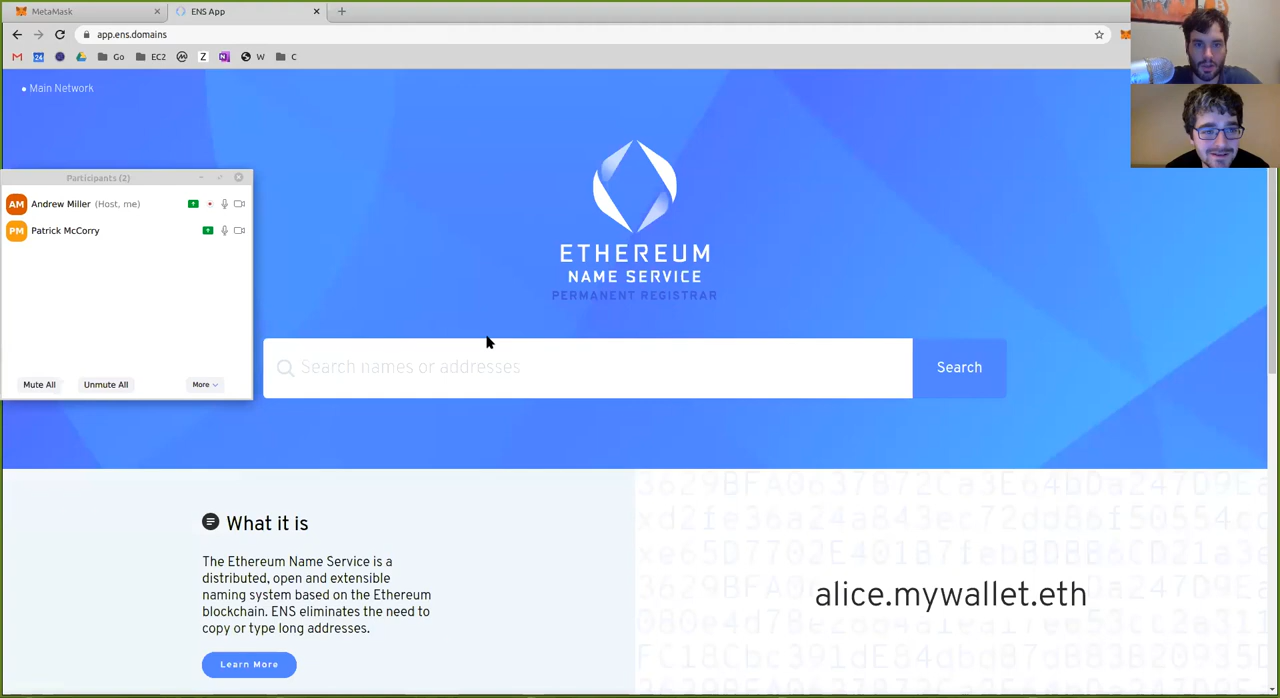 MetaMask
ENS App
app.ens.domains
24
Go
EC2
Z
N
W
C
Main Network
Participants (2)
AM
Andrew Miller (Host, me)
PM
Patrick McCorry
Mute All
Unmute All
More
ETHEREUM
NAME SERVICE
PERMANENT REGISTRAR
Search names or addresses
Search
What it is
The Ethereum Name Service is a
distributed, open and extensible
naming system based on the Ethereum
blockchain. ENS eliminates the need to
copy or type long addresses.
Learn More
alice.mywallet.eth